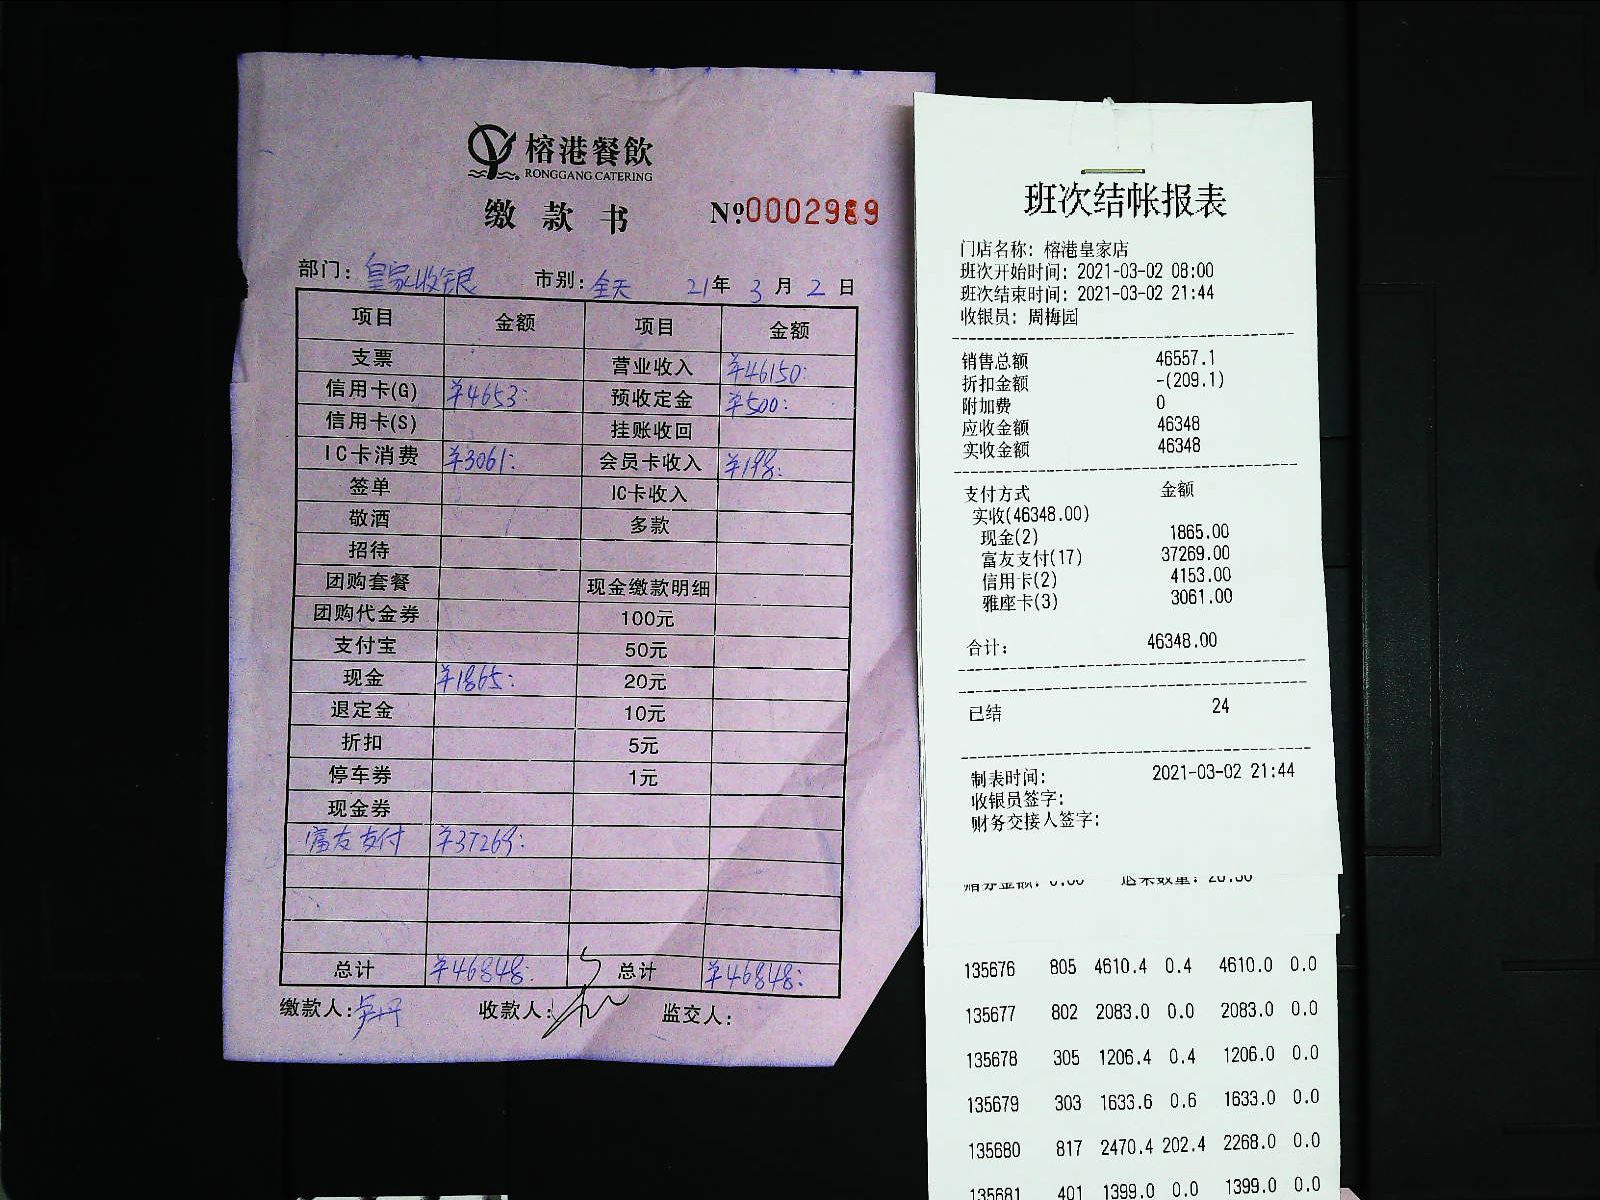 榕港餐飲
RONGGANG CATERING
缴款书
№0002989
部门：皇家收银 市别：全天 21年3月2日
项目 金额 项目 金额
支票 营业收入 ￥46150:
信用卡(G) ￥4653: 预收定金 ￥500:
信用卡(S) 挂账收回
IC卡消费 ￥3061: 会员卡收入 ￥198:
签单 IC卡收入
敬酒 多款
招待
团购套餐 现金缴款明细
团购代金券 100元
支付宝 50元
现金 ￥1865: 20元
退定金 10元
折扣 5元
停车券 1元
现金券
富友支付 ￥37269:
总计 ￥46848: 总计 ￥46848:
缴款人: 收款人: 监交人:
班次结帐报表
门店名称: 榕港皇家店
班次开始时间: 2021-03-02 08:00
班次结束时间: 2021-03-02 21:44
收银员: 周梅园
销售总额 46557.1
折扣金额 -(209.1)
附加费 0
应收金额 46348
实收金额 46348
支付方式 金额
实收(46348.00)
现金(2) 1865.00
富友支付(17) 37269.00
信用卡(2) 4153.00
雅座卡(3) 3061.00
合计: 46348.00
已结 24
制表时间: 2021-03-02 21:44
收银员签字:
财务交接人签字:
135676 805 4610.4 0.4 4610.0 0.0
135677 802 2083.0 0.0 2083.0 0.0
135678 305 1206.4 0.4 1206.0 0.0
135679 303 1633.6 0.6 1633.0 0.0
135680 817 2470.4 202.4 2268.0 0.0
135681 401 1399.0 0.0 1399.0 0.0